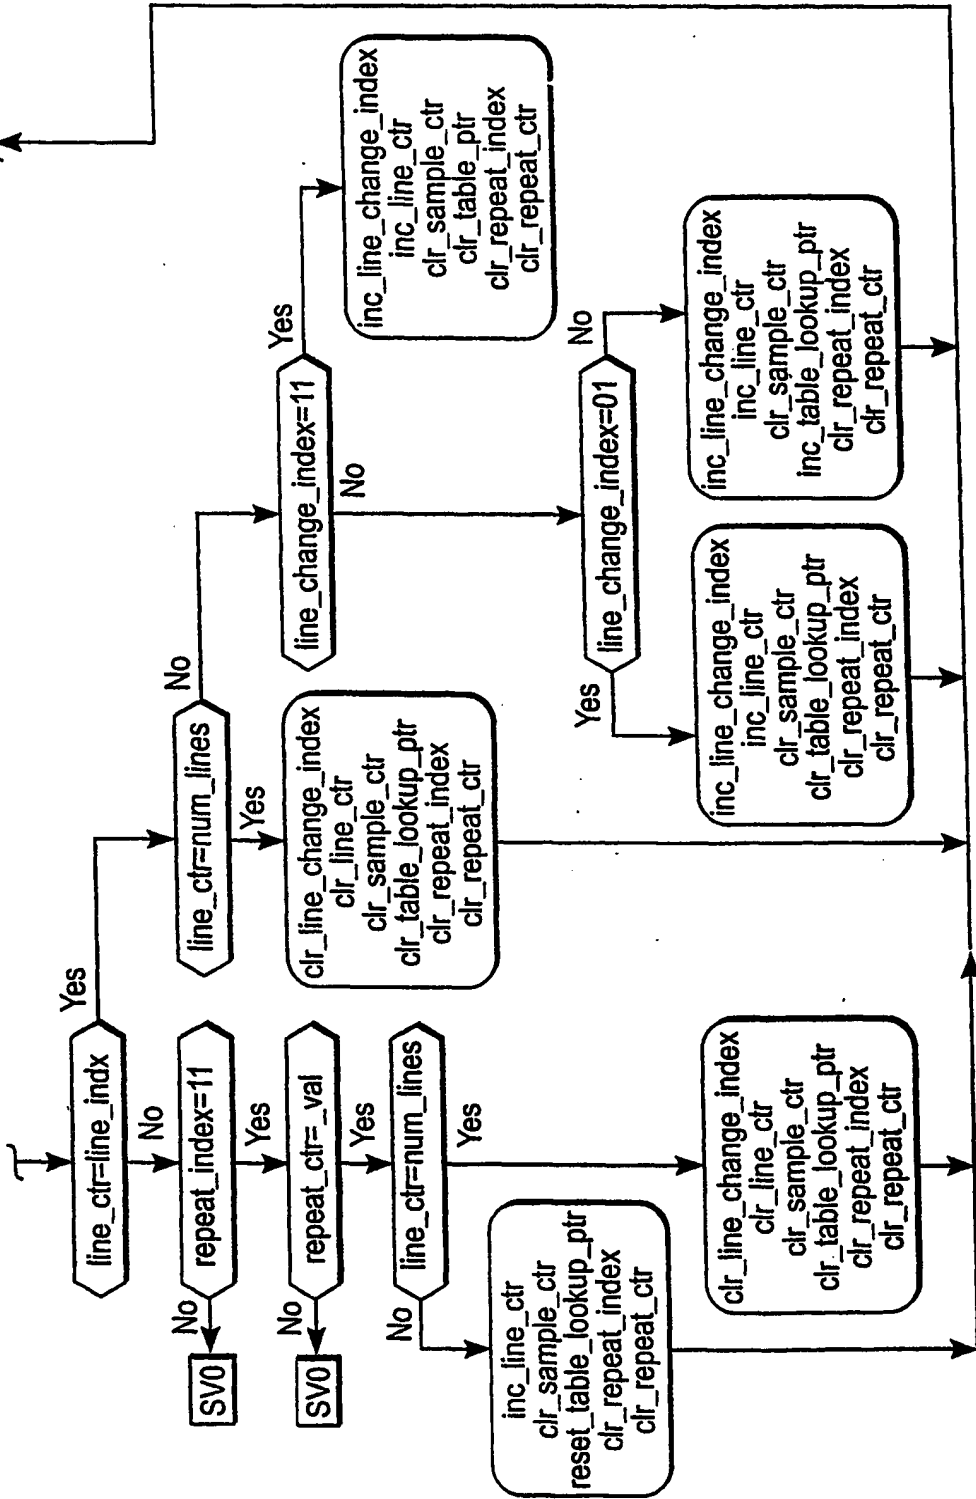 line_ctr=line_indx
Yes
No
repeat_index=11
No
SV0
Yes
repeat_ctr=_val
No
SV0
Yes
line_ctr=num_lines
No
Yes
inc_line_ctr
clr_sample_ctr
reset_table_lookup_ptr
clr_repeat_index
clr_repeat_ctr
clr_line_change_index
clr_line_ctr
clr_sample_ctr
clr_table_lookup_ptr
clr_repeat_index
clr_repeat_ctr
line_ctr=num_lines
No
Yes
clr_line_change_index
clr_line_ctr
clr_sample_ctr
clr_table_lookup_ptr
clr_repeat_index
clr_repeat_ctr
line_change_index=11
Yes
No
inc_line_change_index
inc_line_ctr
clr_sample_ctr
clr_table_ptr
clr_repeat_index
clr_repeat_ctr
line_change_index=01
Yes
No
inc_line_change_index
inc_line_ctr
clr_sample_ctr
clr_table_lookup_ptr
clr_repeat_index
clr_repeat_ctr
inc_line_change_index
inc_line_ctr
clr_sample_ctr
inc_table_lookup_ptr
clr_repeat_index
clr_repeat_ctr